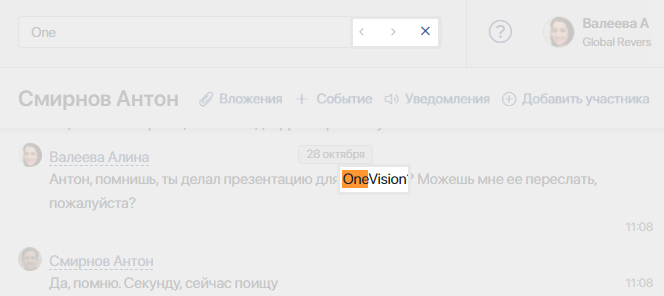 One
Валеева А
Global Revers
Смирнов Антон
Вложения
Событие
Уведомления
Добавить участника
28 октября
Валеева Алина
Антон, помнишь, ты делал презентацию для OneVision? Можешь мне ее переслать,
пожалуйста?
11:08
Смирнов Антон
Да, помню. Секунду, сейчас поищу
11:08